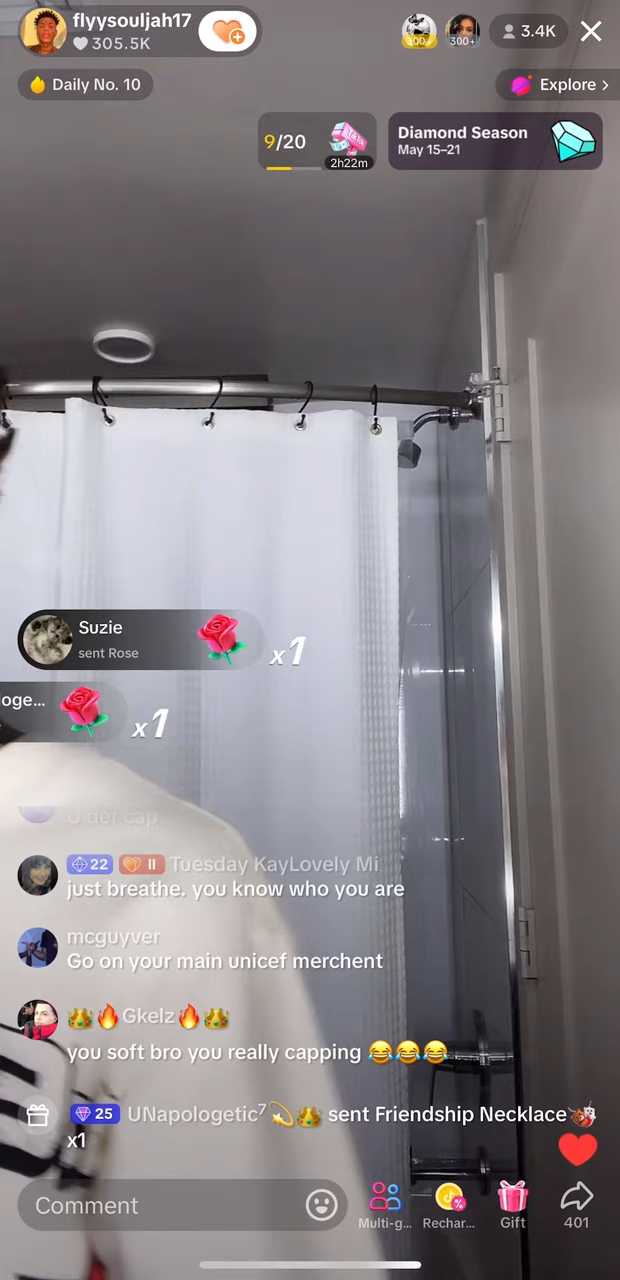 flyysouljah17
305.5K
300+
300+
3.4K
Daily No. 10
Explore
9/20
2h22m
Diamond Season
May 15–21
Suzie
sent Rose
x1
oge...
x1
22 II Tuesday KayLovely Mi
just breathe. you know who you are
mcguyver
Go on your main unicef merchent
Gkelz
you soft bro you really capping 😂😂😂
25 UNapologetic⁷ sent Friendship Necklace
x1
Comment
Multi-g...
Rechar...
Gift
401